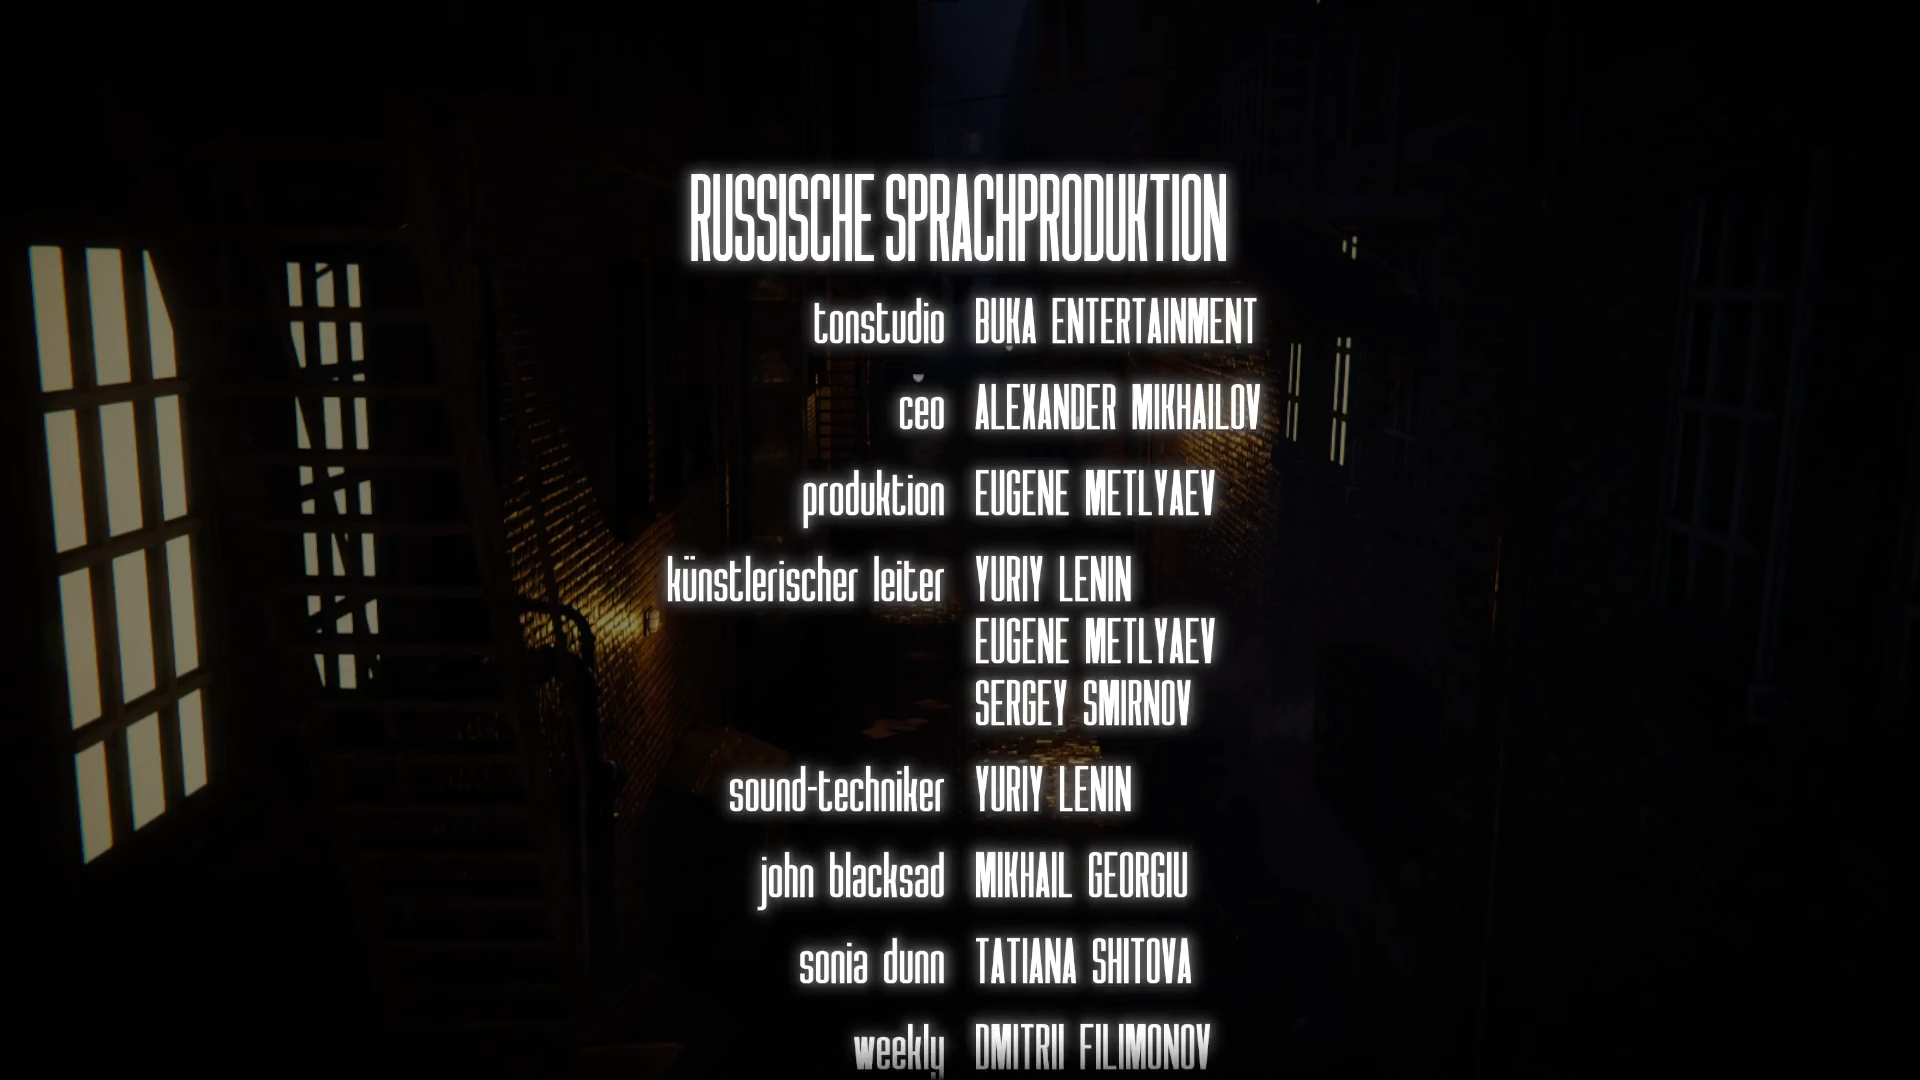 RUSSISCHE SPRACHPRODUKTION
tonstudio BUKA ENTERTAINMENT
ceo ALEXANDER MIKHAILOV
produktion EUGENE METLYAEV
künstlerischer leiter YURIY LENIN
EUGENE METLYAEV
SERGEY SMIRNOV
sound-techniker YURIY LENIN
john blacksad MIKHAIL GEORGIU
sonia dunn TATIANA SHITOVA
weekly DMITRII FILIMONOV